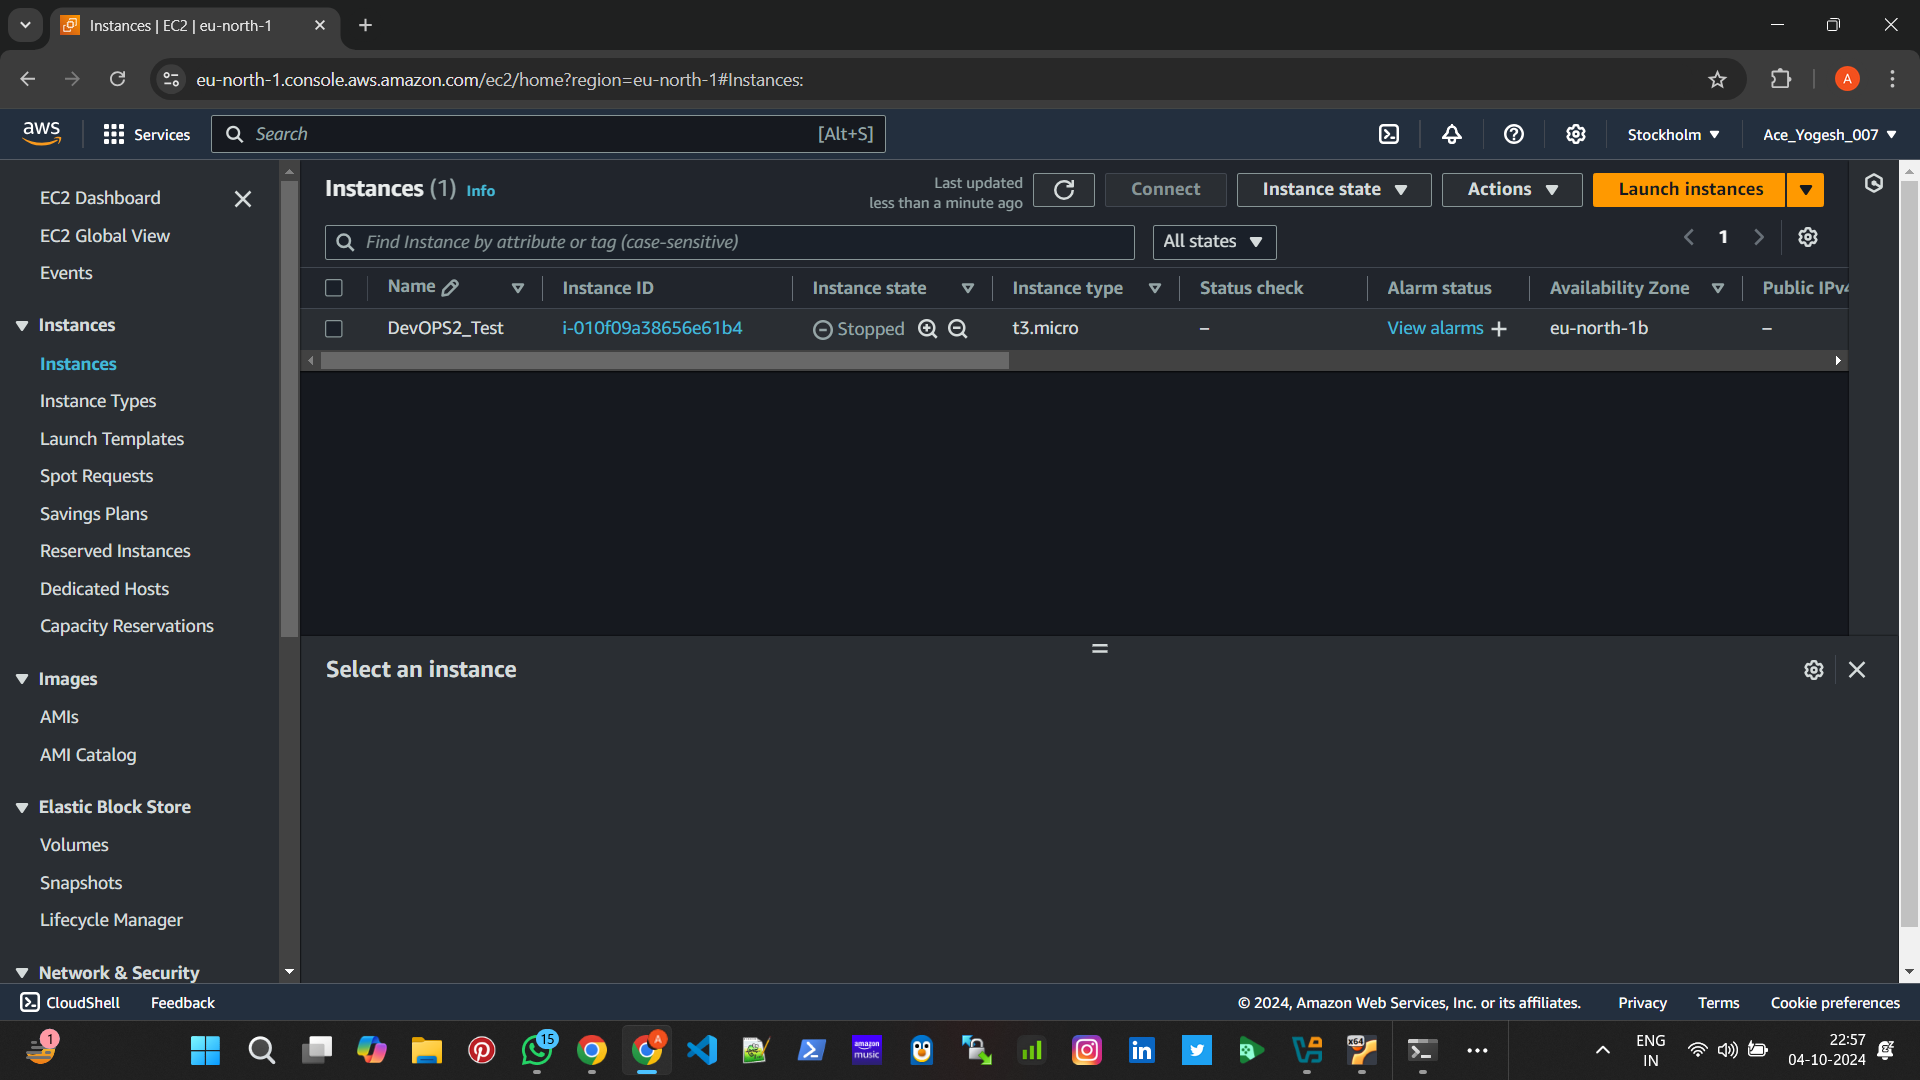 Instances | EC2 | eu-north-1
eu-north-1.console.aws.amazon.com/ec2/home?region=eu-north-1#Instances:
A
aws
Services
Search
[Alt+S]
Stockholm
Ace_Yogesh_007
EC2 Dashboard
EC2 Global View
Events
Instances
Instances
Instance Types
Launch Templates
Spot Requests
Savings Plans
Reserved Instances
Dedicated Hosts
Capacity Reservations
Images
AMIs
AMI Catalog
Elastic Block Store
Volumes
Snapshots
Lifecycle Manager
Network & Security
Instances (1) Info
Last updated
less than a minute ago
Connect
Instance state
Actions
Launch instances
Find Instance by attribute or tag (case-sensitive)
All states
1
Name Instance ID Instance state Instance type Status check Alarm status Availability Zone Public IPv4
DevOPS2_Test i-010f09a38656e61b4 Stopped t3.micro – View alarms + eu-north-1b –
Select an instance
CloudShell Feedback
© 2024, Amazon Web Services, Inc. or its affiliates. Privacy Terms Cookie preferences
1
15
A
amazon
music
in
x64
ENG
IN
22:57
04-10-2024